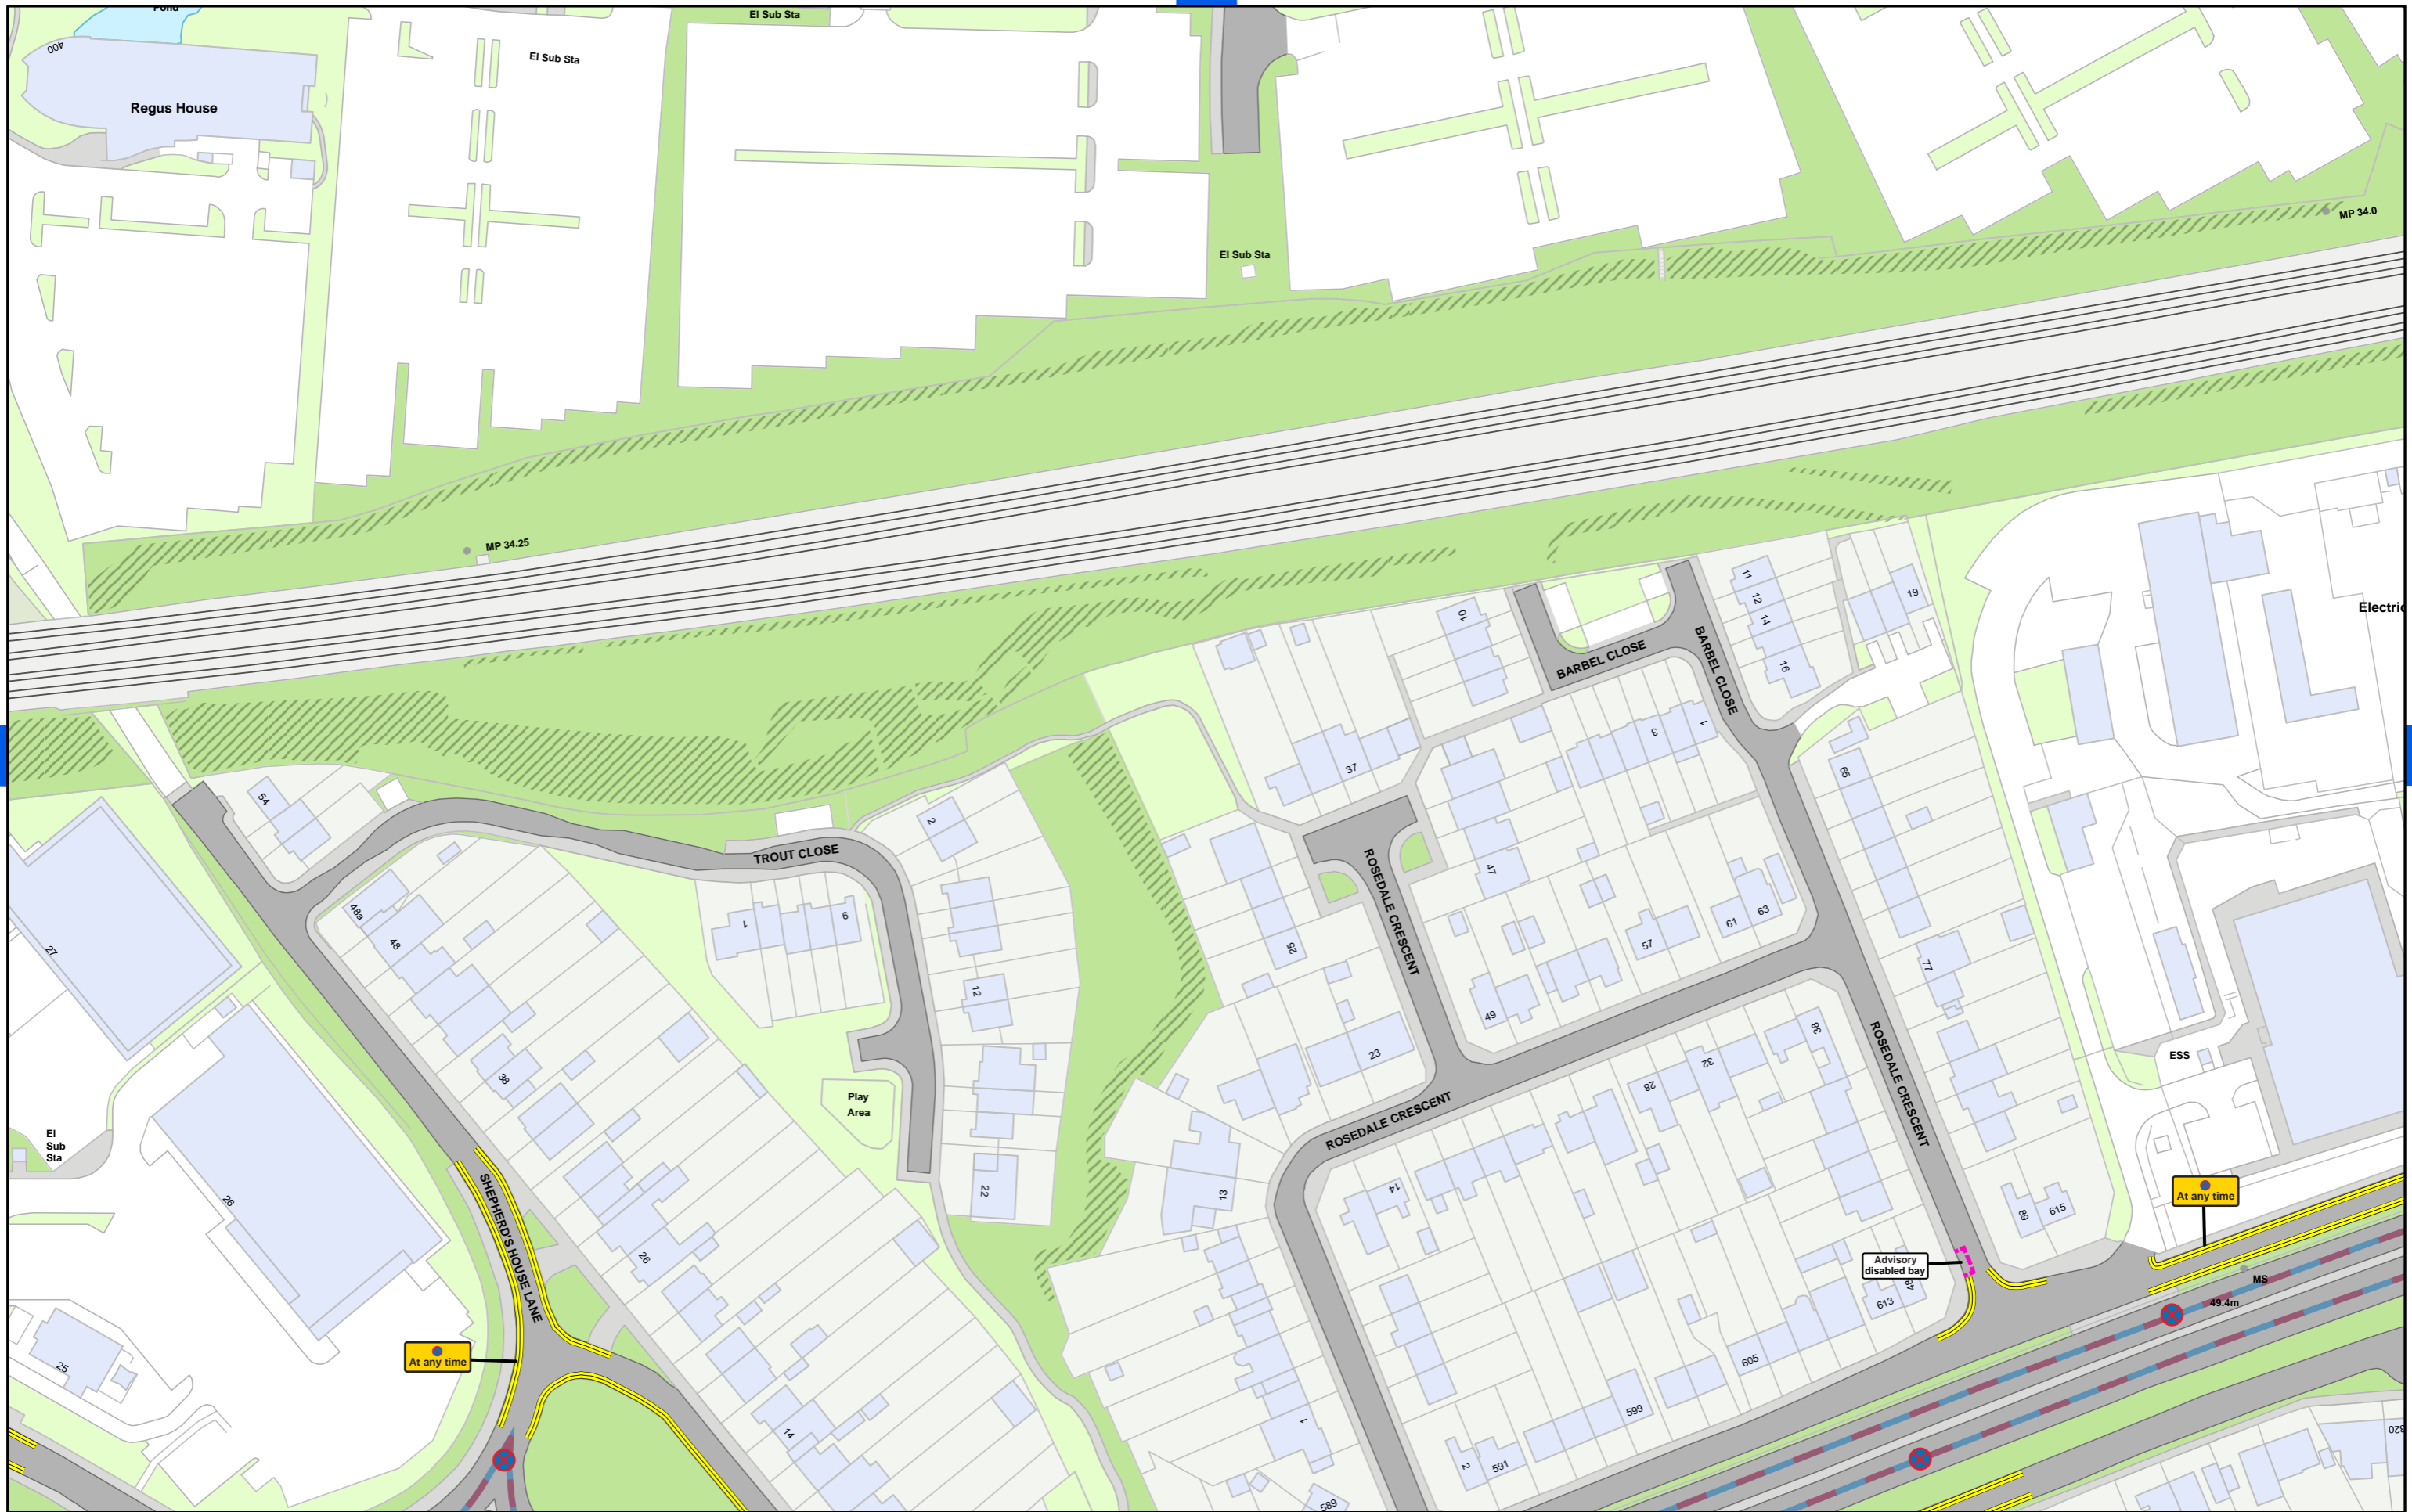 Pond
400
Regus House
El Sub Sta
El Sub Sta
El Sub Sta
MP 34.0
MP 34.25
Electric
11
12
14
16
19
10
BARBEL CLOSE
BARBEL CLOSE
1
3
37
54
TROUT CLOSE
2
48a
48
1
6
12
22
27
38
26
14
Play
Area
El
Sub
Sta
26
25
SHEPHERD'S HOUSE LANE
At any time
ROSEDALE CRESCENT
47
25
49
57
61
63
65
77
23
13
14
28
32
38
ROSEDALE CRESCENT
ROSEDALE CRESCENT
ESS
89
615
At any time
Advisory
disabled bay
48
613
605
599
591
2
1
589
MS
49.4m
820